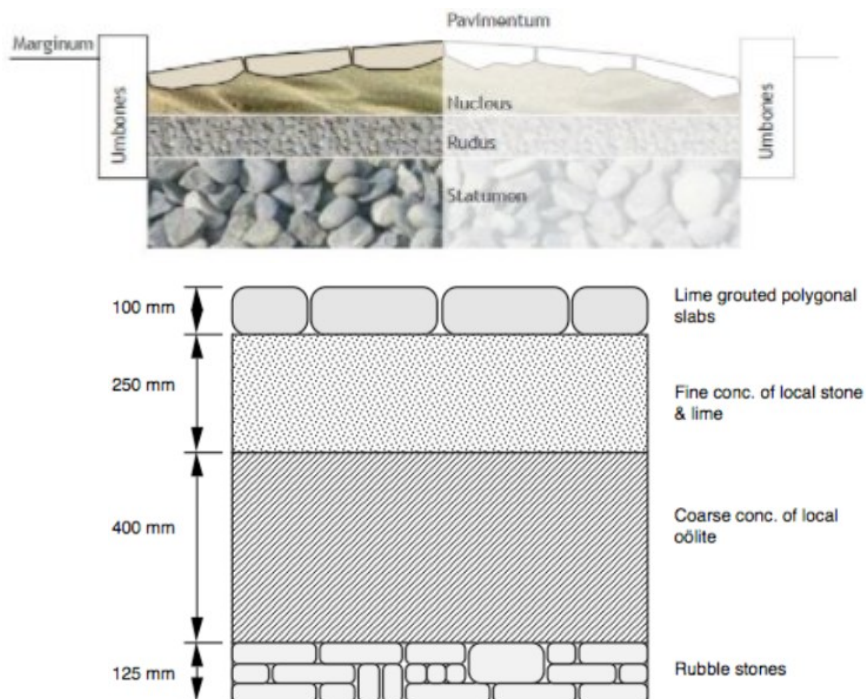 Pavimentum
Marginum
Umbones
Nucleus
Rudus
Statumen
Umbones
100 mm
Lime grouted polygonal
slabs
250 mm
Fine conc. of local stone
& lime
400 mm
Coarse conc. of local
oölite
125 mm
Rubble stones